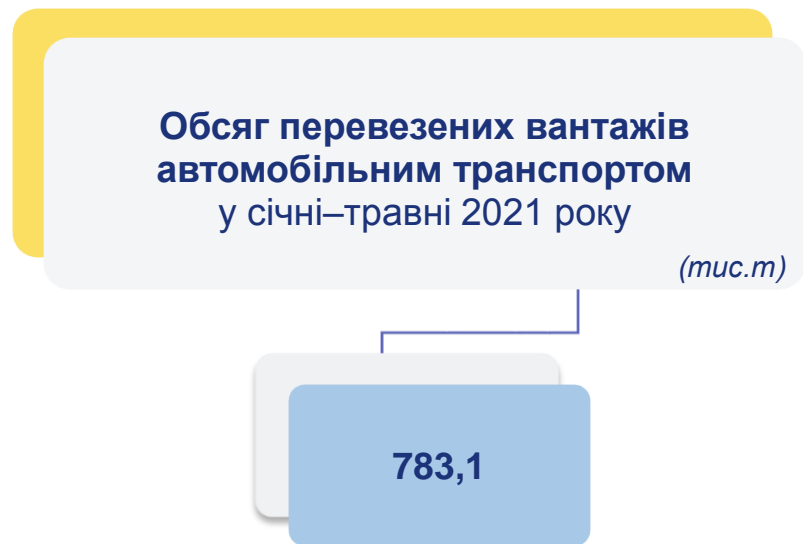 Обсяг перевезених вантажів
автомобільним транспортом
у січні–травні 2021 року
(тис.т)
783,1